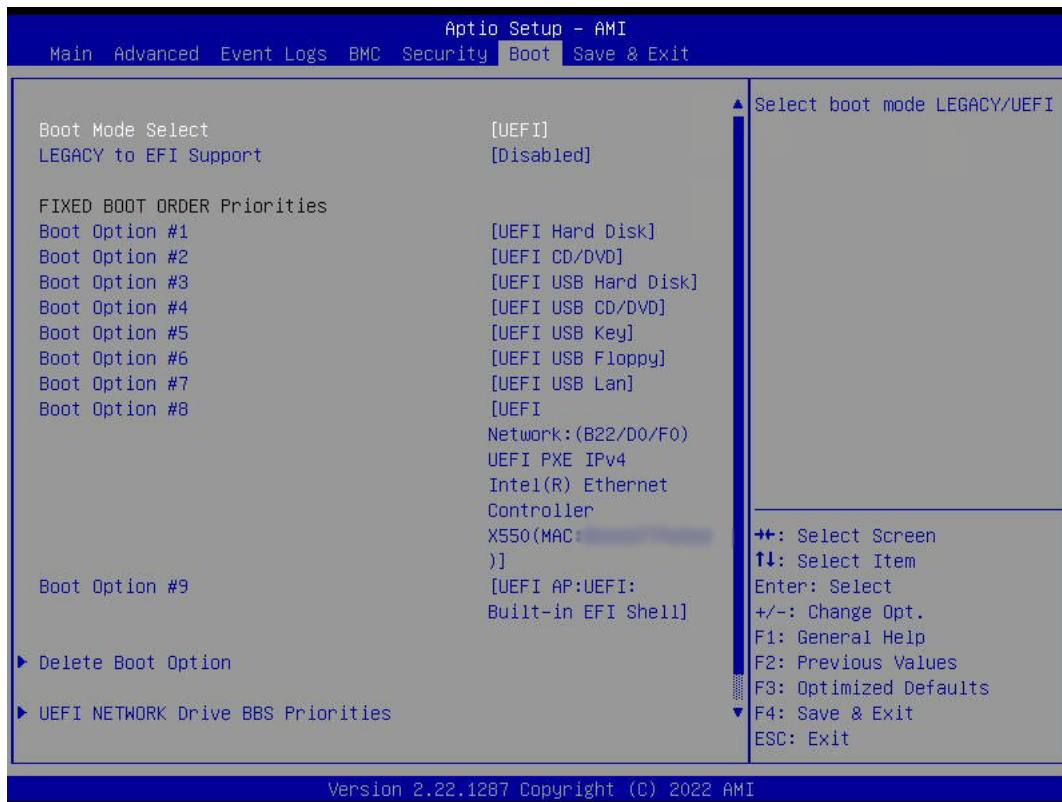 Aptio Setup - AMI
Main Advanced Event Logs BMC Security Boot Save & Exit
Boot Mode Select [UEFI]
LEGACY to EFI Support [Disabled]
FIXED BOOT ORDER Priorities
Boot Option #1 [UEFI Hard Disk]
Boot Option #2 [UEFI CD/DVD]
Boot Option #3 [UEFI USB Hard Disk]
Boot Option #4 [UEFI USB CD/DVD]
Boot Option #5 [UEFI USB Key]
Boot Option #6 [UEFI USB Floppy]
Boot Option #7 [UEFI USB Lan]
Boot Option #8 [UEFI
Network:(B22/D0/F0)
UEFI PXE IPv4
Intel(R) Ethernet
Controller
X550(MAC:
)]
Boot Option #9 [UEFI AP:UEFI:
Built-in EFI Shell]
Delete Boot Option
UEFI NETWORK Drive BBS Priorities
Select boot mode LEGACY/UEFI
→←: Select Screen
↑↓: Select Item
Enter: Select
+/-: Change Opt.
F1: General Help
F2: Previous Values
F3: Optimized Defaults
F4: Save & Exit
ESC: Exit
Version 2.22.1287 Copyright (C) 2022 AMI